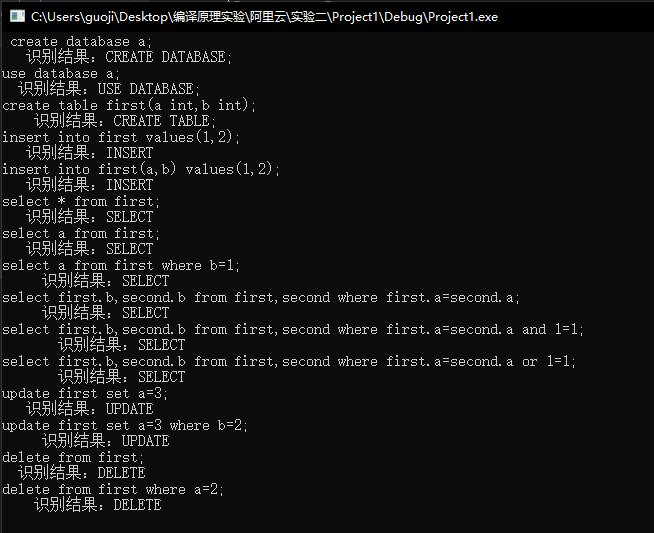 C:\Users\guoji\Desktop\编译原理实验\阿里云\实验二\Project1\Debug\Project1.exe
create database a;
识别结果：CREATE DATABASE;
use database a;
识别结果：USE DATABASE;
create table first(a int,b int);
识别结果：CREATE TABLE;
insert into first values(1,2);
识别结果：INSERT
insert into first(a,b) values(1,2);
识别结果：INSERT
select * from first;
识别结果：SELECT
select a from first;
识别结果：SELECT
select a from first where b=1;
识别结果：SELECT
select first.b,second.b from first,second where first.a=second.a;
识别结果：SELECT
select first.b,second.b from first,second where first.a=second.a and 1=1;
识别结果：SELECT
select first.b,second.b from first,second where first.a=second.a or 1=1;
识别结果：SELECT
update first set a=3;
识别结果：UPDATE
update first set a=3 where b=2;
识别结果：UPDATE
delete from first;
识别结果：DELETE
delete from first where a=2;
识别结果：DELETE